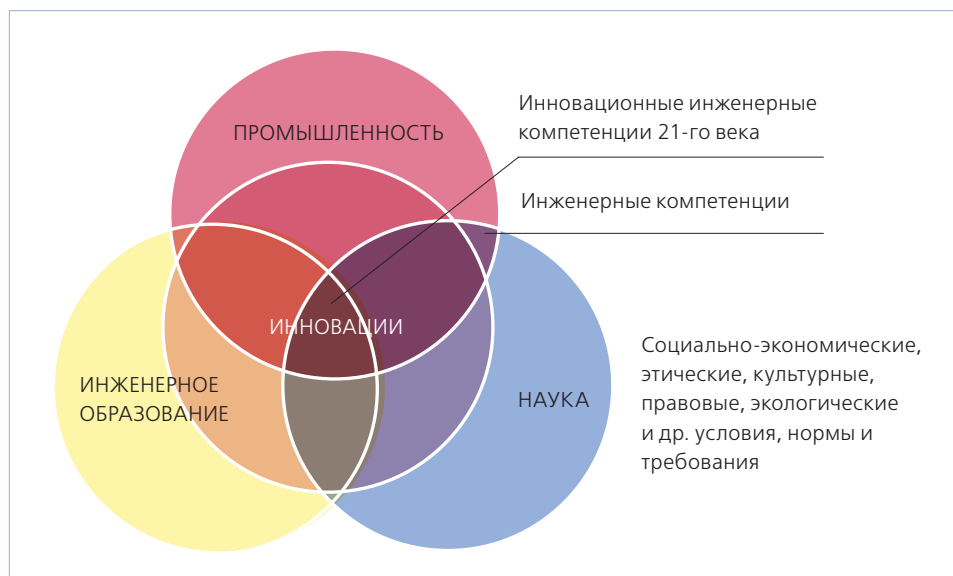 ПРОМЫШЛЕННОСТЬ
Инновационные инженерные
компетенции 21-го века
Инженерные компетенции
ИННОВАЦИИ
ИНЖЕНЕРНОЕ
ОБРАЗОВАНИЕ
НАУКА
Социально-экономические,
этические, культурные,
правовые, экологические
и др. условия, нормы и
требования